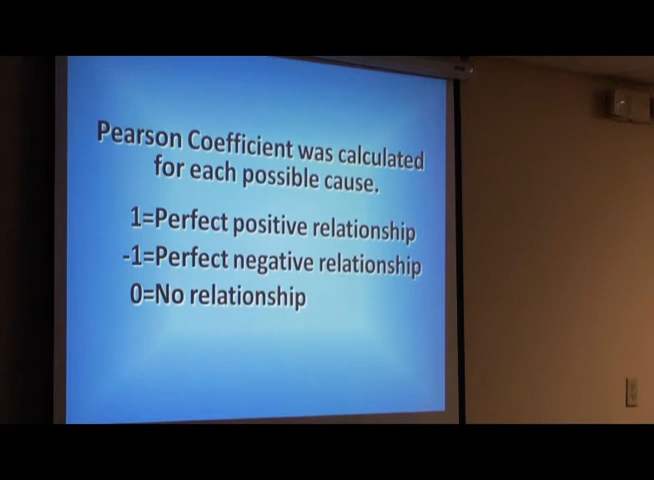 Pearson Coefficient was calculated
for each possible cause.
1=Perfect positive relationship
-1=Perfect negative relationship
0=No relationship